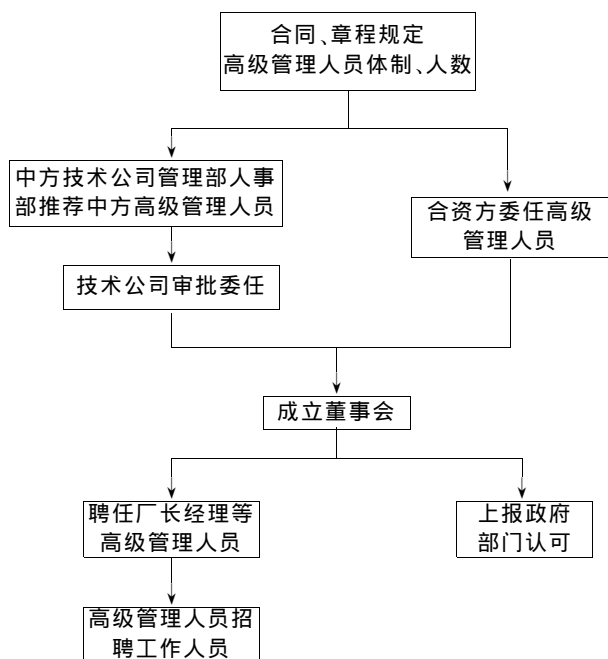 合同、章程规定
高级管理人员体制、人数
中方技术公司管理部人事
部推荐中方高级管理人员
合资方委任高级
管理人员
技术公司审批委任
成立董事会
聘任厂长经理等
高级管理人员
上报政府
部门认可
高级管理人员招
聘工作人员